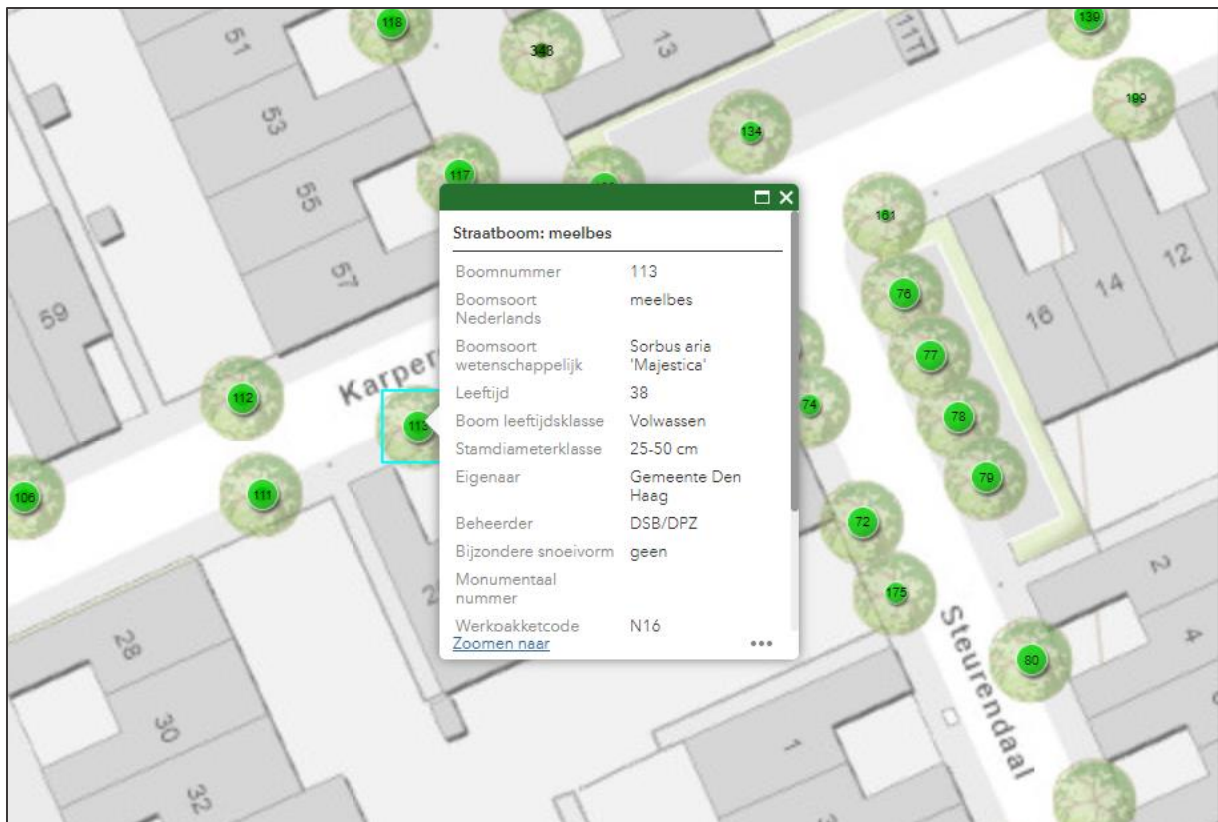 118
343
139
51
13
11T
199
53
134
117
55
161
12
57
76
14
59
16
77
Karper
112
74
78
113
79
106
111
72
2
175
28
4
Steurendaal
80
30
1
32
Straatboom: meelbes
Boomnummer 113
Boomsoort Nederlands meelbes
Boomsoort wetenschappelijk Sorbus aria 'Majestica'
Leeftijd 38
Boom leeftijdsklasse Volwassen
Stamdiameterklasse 25-50 cm
Eigenaar Gemeente Den Haag
Beheerder DSB/DPZ
Bijzondere snoeivorm geen
Monumentaal nummer
Werkpakketcode N16
Zoomen naar